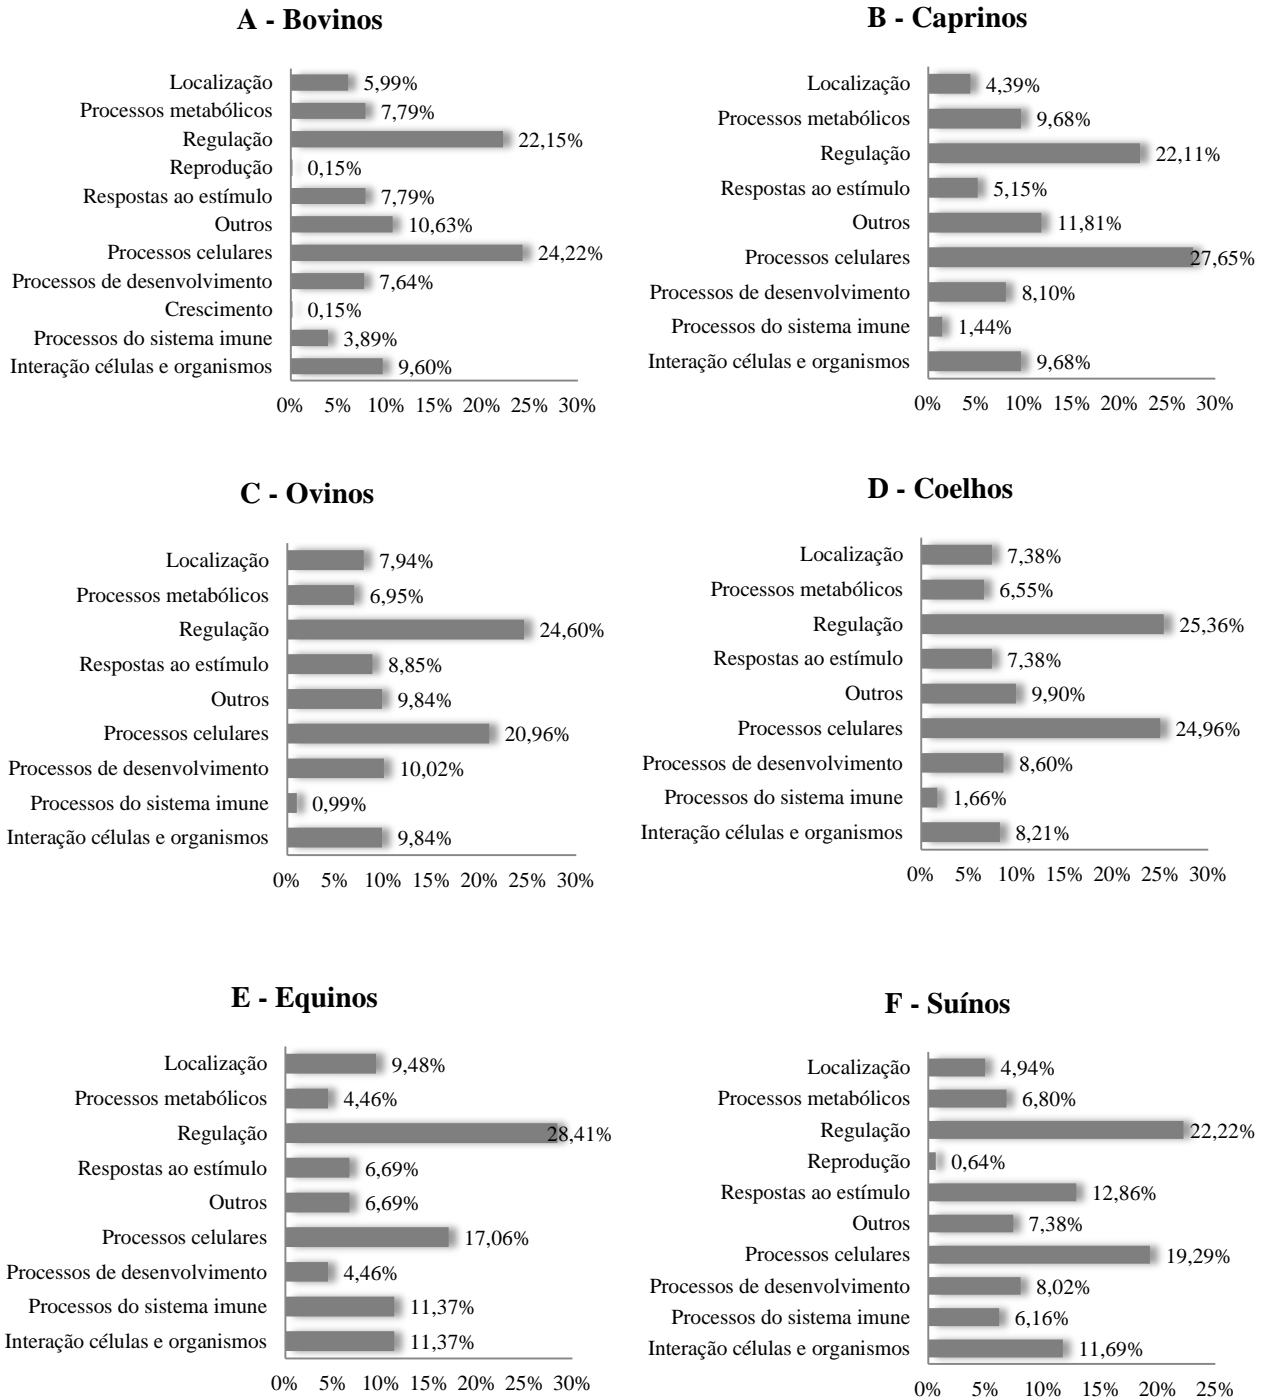 A - Bovinos
Localização 5,99%
Processos metabólicos 7,79%
Regulação 22,15%
Reprodução 0,15%
Respostas ao estímulo 7,79%
Outros 10,63%
Processos celulares 24,22%
Processos de desenvolvimento 7,64%
Crescimento 0,15%
Processos do sistema imune 3,89%
Interação células e organismos 9,60%
0% 5% 10% 15% 20% 25% 30%
B - Caprinos
Localização 4,39%
Processos metabólicos 9,68%
Regulação 22,11%
Respostas ao estímulo 5,15%
Outros 11,81%
Processos celulares 27,65%
Processos de desenvolvimento 8,10%
Processos do sistema imune 1,44%
Interação células e organismos 9,68%
0% 5% 10% 15% 20% 25% 30%
C - Ovinos
Localização 7,94%
Processos metabólicos 6,95%
Regulação 24,60%
Respostas ao estímulo 8,85%
Outros 9,84%
Processos celulares 20,96%
Processos de desenvolvimento 10,02%
Processos do sistema imune 0,99%
Interação células e organismos 9,84%
0% 5% 10% 15% 20% 25% 30%
D - Coelhos
Localização 7,38%
Processos metabólicos 6,55%
Regulação 25,36%
Respostas ao estímulo 7,38%
Outros 9,90%
Processos celulares 24,96%
Processos de desenvolvimento 8,60%
Processos do sistema imune 1,66%
Interação células e organismos 8,21%
0% 5% 10% 15% 20% 25% 30%
E - Equinos
Localização 9,48%
Processos metabólicos 4,46%
Regulação 28,41%
Respostas ao estímulo 6,69%
Outros 6,69%
Processos celulares 17,06%
Processos de desenvolvimento 4,46%
Processos do sistema imune 11,37%
Interação células e organismos 11,37%
0% 5% 10% 15% 20% 25% 30%
F - Suínos
Localização 4,94%
Processos metabólicos 6,80%
Regulação 22,22%
Reprodução 0,64%
Respostas ao estímulo 12,86%
Outros 7,38%
Processos celulares 19,29%
Processos de desenvolvimento 8,02%
Processos do sistema imune 6,16%
Interação células e organismos 11,69%
0% 5% 10% 15% 20% 25%